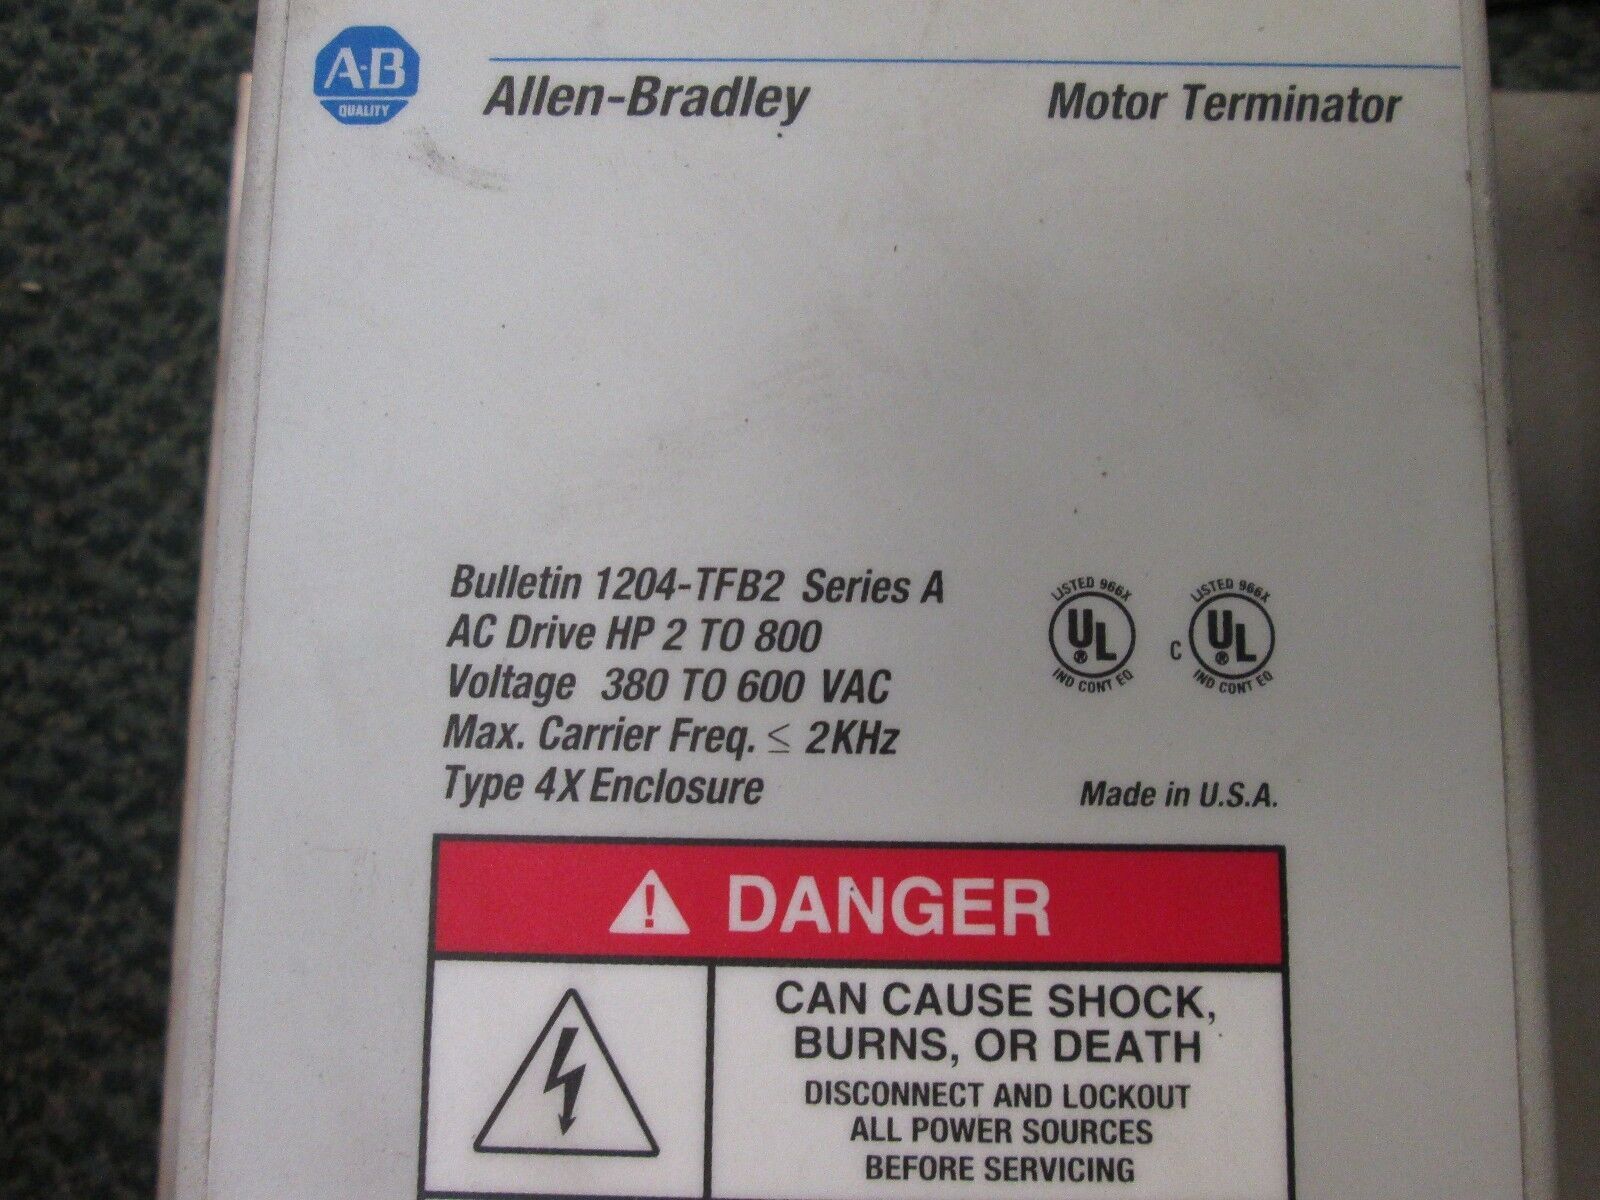 A-B
QUALITY
Allen-Bradley
Motor Terminator
Bulletin 1204-TFB2 Series A
AC Drive HP 2 TO 800
Voltage 380 TO 600 VAC
Max. Carrier Freq. ≤ 2KHz
Type 4X Enclosure
LISTED 966X
UL®
IND CONT EQ
LISTED 966X
C UL®
IND CONT EQ
Made in U.S.A.
! DANGER
CAN CAUSE SHOCK,
BURNS, OR DEATH
DISCONNECT AND LOCKOUT
ALL POWER SOURCES
BEFORE SERVICING